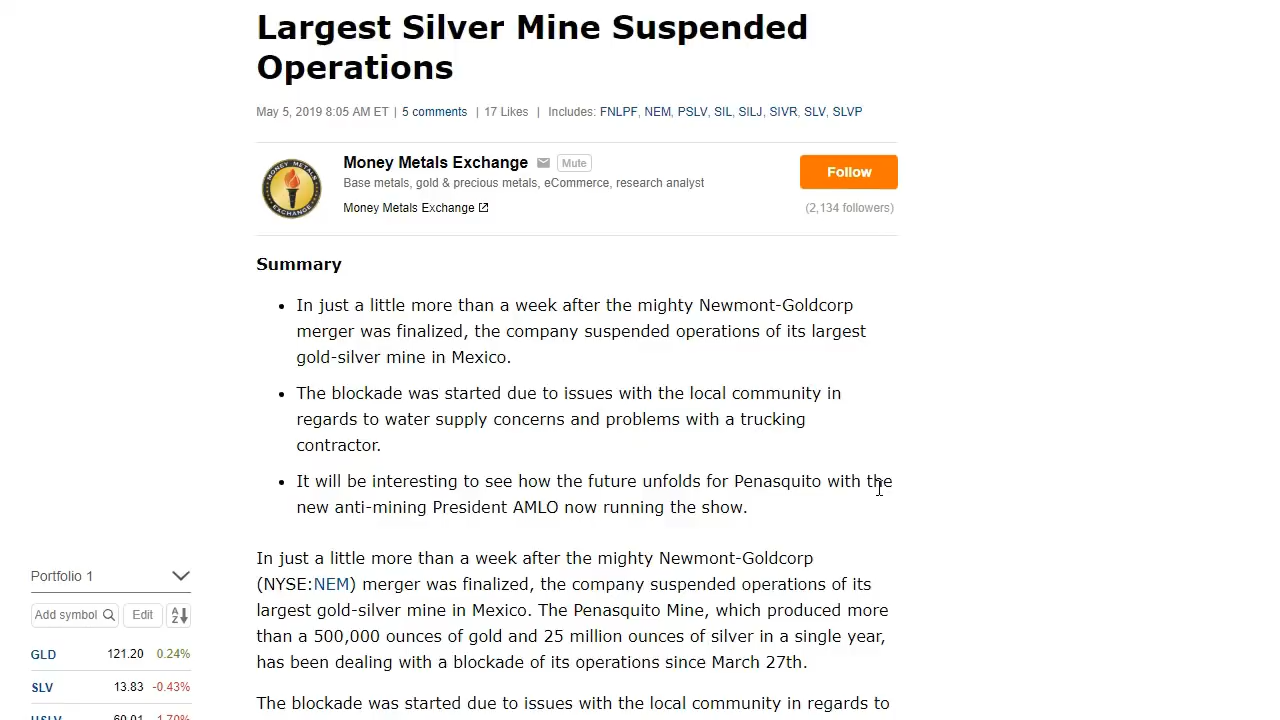 Largest Silver Mine Suspended
Operations
May 5, 2019 8:05 AM ET | 5 comments | 17 Likes | Includes: FNLPF, NEM, PSLV, SIL, SILJ, SIVR, SLV, SLVP
Money Metals Exchange Mute
Base metals, gold & precious metals, eCommerce, research analyst
Money Metals Exchange
Follow
(2,134 followers)
MONEY METALS
EXCHANGE
Summary
• In just a little more than a week after the mighty Newmont-Goldcorp
merger was finalized, the company suspended operations of its largest
gold-silver mine in Mexico.
• The blockade was started due to issues with the local community in
regards to water supply concerns and problems with a trucking
contractor.
• It will be interesting to see how the future unfolds for Penasquito with the
new anti-mining President AMLO now running the show.
In just a little more than a week after the mighty Newmont-Goldcorp
(NYSE:NEM) merger was finalized, the company suspended operations of its
largest gold-silver mine in Mexico. The Penasquito Mine, which produced more
than a 500,000 ounces of gold and 25 million ounces of silver in a single year,
has been dealing with a blockade of its operations since March 27th.
The blockade was started due to issues with the local community in regards to
Portfolio 1
Add symbol Edit A Z
GLD 121.20 0.24%
SLV 13.83 -0.43%